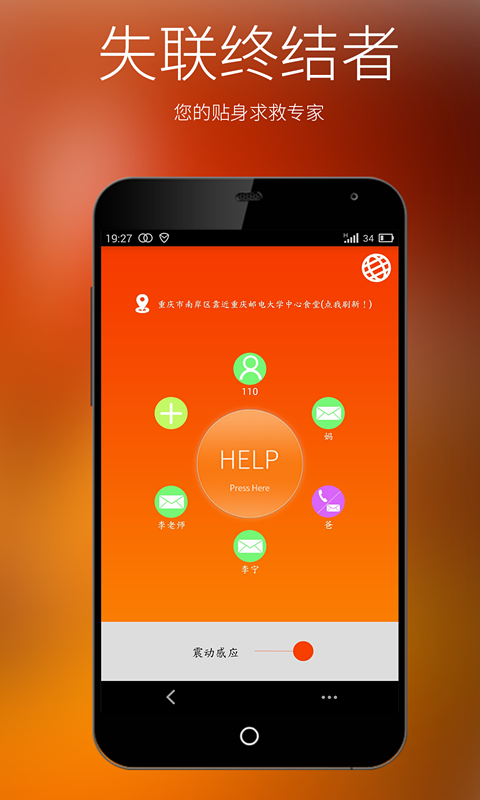 失联终结者
您的贴身求救专家
19:27
H
34
重庆市南岸区靠近重庆邮电大学中心食堂(点我刷新！)
110
妈
HELP
Press Here
李老师
爸
李宁
震动感应